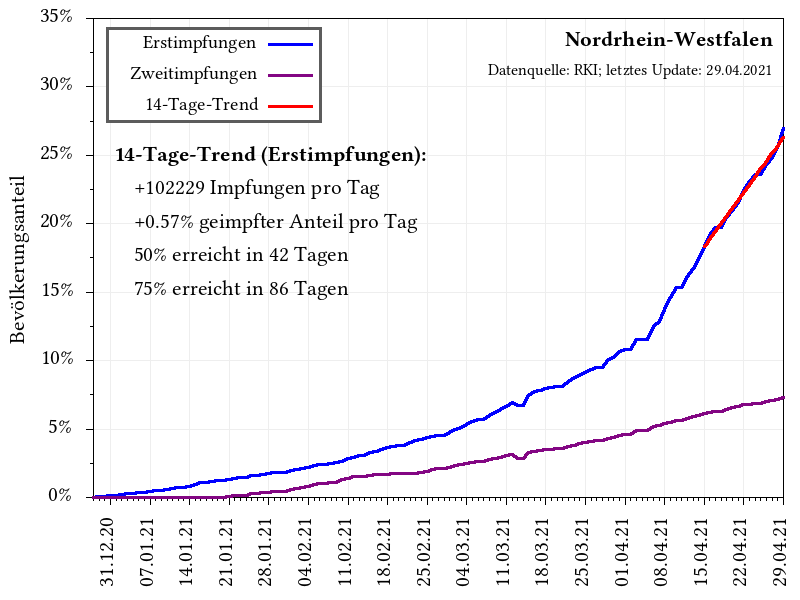 35%
30%
25%
20%
15%
10%
5%
0%
Bevölkerungsanteil
Erstimpfungen
Zweitimpfungen
14-Tage-Trend
Nordrhein-Westfalen
Datenquelle: RKI; letztes Update: 29.04.2021
14-Tage-Trend (Erstimpfungen):
+102229 Impfungen pro Tag
+0.57% geimpfter Anteil pro Tag
50% erreicht in 42 Tagen
75% erreicht in 86 Tagen
31.12.20
07.01.21
14.01.21
21.01.21
28.01.21
04.02.21
11.02.21
18.02.21
25.02.21
04.03.21
11.03.21
18.03.21
25.03.21
01.04.21
08.04.21
15.04.21
22.04.21
29.04.21